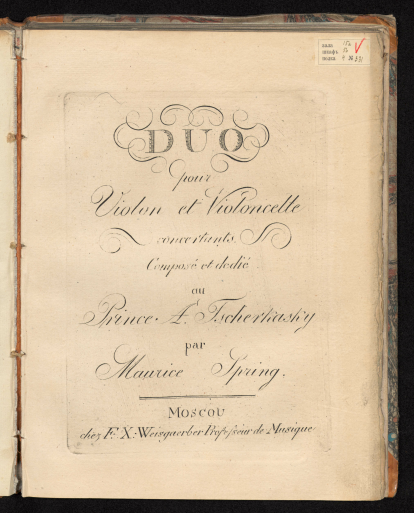 DUO
pour
Violon et Violoncelle
concertants
Composé et dedié
au
Prince A. Tscherkasky
par
Maurice Spring.
MOSCOU
chez Fr. X. Weisgaerber Professeur de Musique